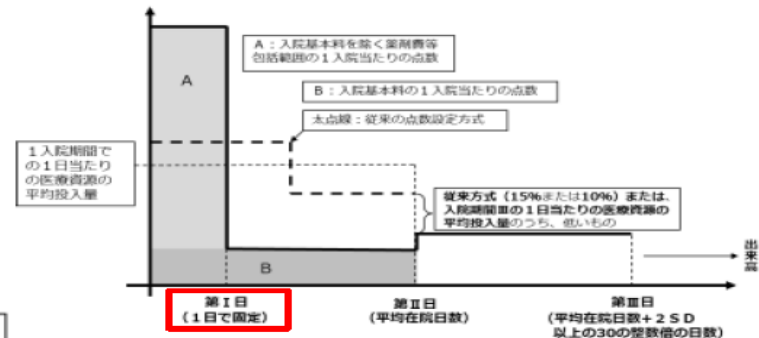 A：入院基本料を除く薬剤費等
包括範囲の１入院当たりの点数
A
B：入院基本料の１入院当たりの点数
太点線：従来の点数設定方式
１入院期間で
の１日当たり
の医療資源の
平均投入量
従来方式（15%または10%）または、
入院期間Ⅲの１日当たりの医療資源の
平均投入量のうち、低いもの
B
出来高
第Ⅰ日
（１日で固定）
第Ⅱ日
（平均在院日数）
第Ⅲ日
（平均在院日数+２SD
以上の30の整数倍の日数）